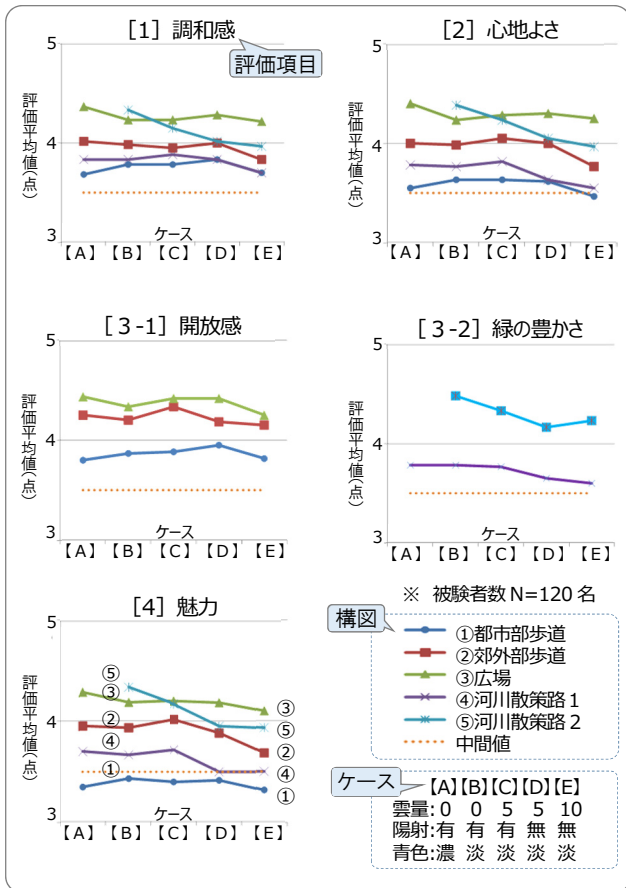 [1] 調和感
評価項目
5
4
3
評価平均値(点)
ケース
【A】【B】【C】【D】【E】
[2] 心地よさ
5
4
3
評価平均値(点)
ケース
【A】【B】【C】【D】【E】
[3-1] 開放感
5
4
3
評価平均値(点)
ケース
【A】【B】【C】【D】【E】
[3-2] 緑の豊かさ
5
4
3
評価平均値(点)
ケース
【A】【B】【C】【D】【E】
[4] 魅力
5
4
3
評価平均値(点)
⑤
③
②
④
①
③
⑤
②
④
①
ケース
【A】【B】【C】【D】【E】
※ 被験者数 N=120 名
構図
①都市部歩道
②郊外部歩道
③広場
④河川散策路1
⑤河川散策路2
中間値
ケース
【A】【B】【C】【D】【E】
雲量: 0 0 5 5 10
陽射:有 有 有 無 無
青色:濃 淡 淡 淡 淡